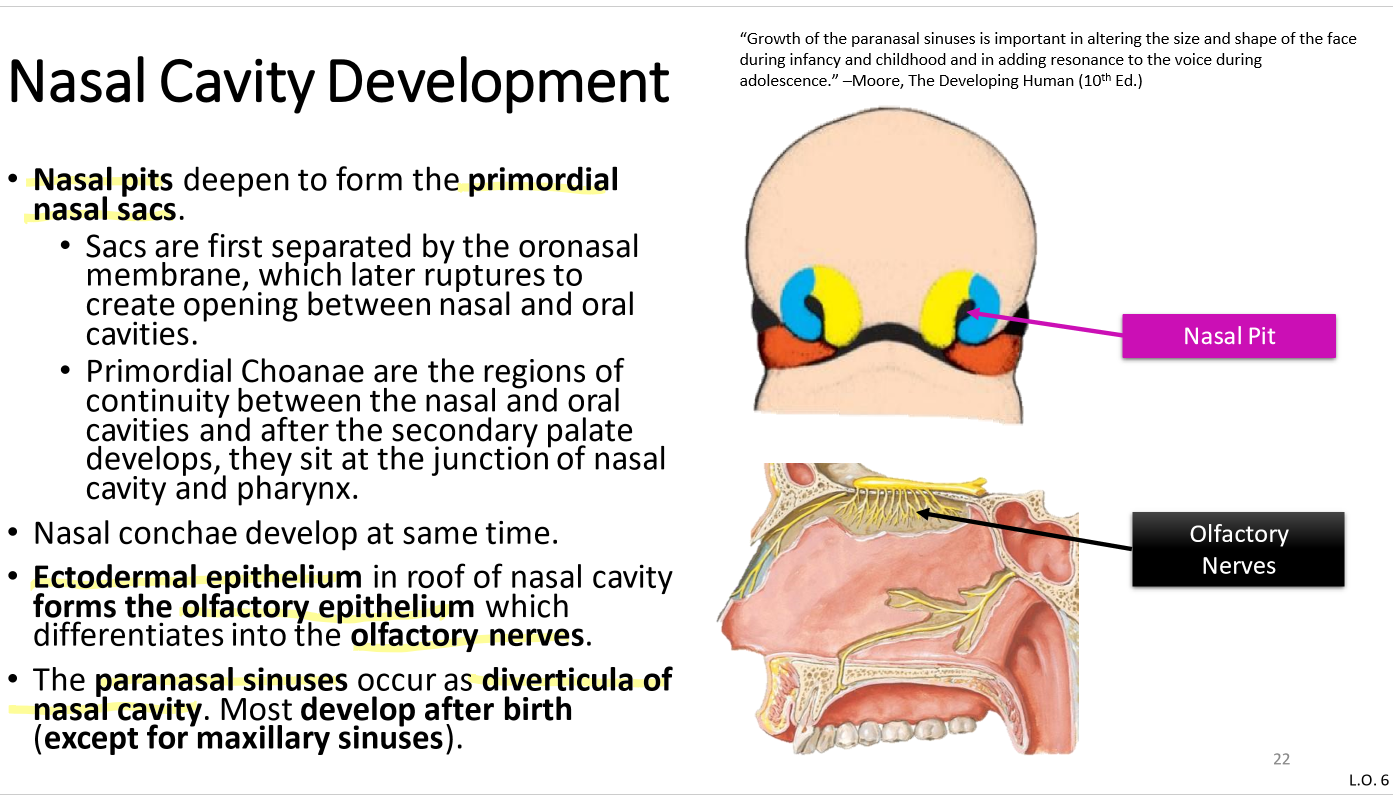 Nasal Cavity Development
“Growth of the paranasal sinuses is important in altering the size and shape of the face
during infancy and childhood and in adding resonance to the voice during
adolescence.” –Moore, The Developing Human (10th Ed.)
• Nasal pits deepen to form the primordial
nasal sacs.
• Sacs are first separated by the oronasal
membrane, which later ruptures to
create opening between nasal and oral
cavities.
• Primordial Choanae are the regions of
continuity between the nasal and oral
cavities and after the secondary palate
develops, they sit at the junction of nasal
cavity and pharynx.
• Nasal conchae develop at same time.
• Ectodermal epithelium in roof of nasal cavity
forms the olfactory epithelium which
differentiates into the olfactory nerves.
• The paranasal sinuses occur as diverticula of
nasal cavity. Most develop after birth
(except for maxillary sinuses).
Nasal Pit
Olfactory
Nerves
22
L.O. 6